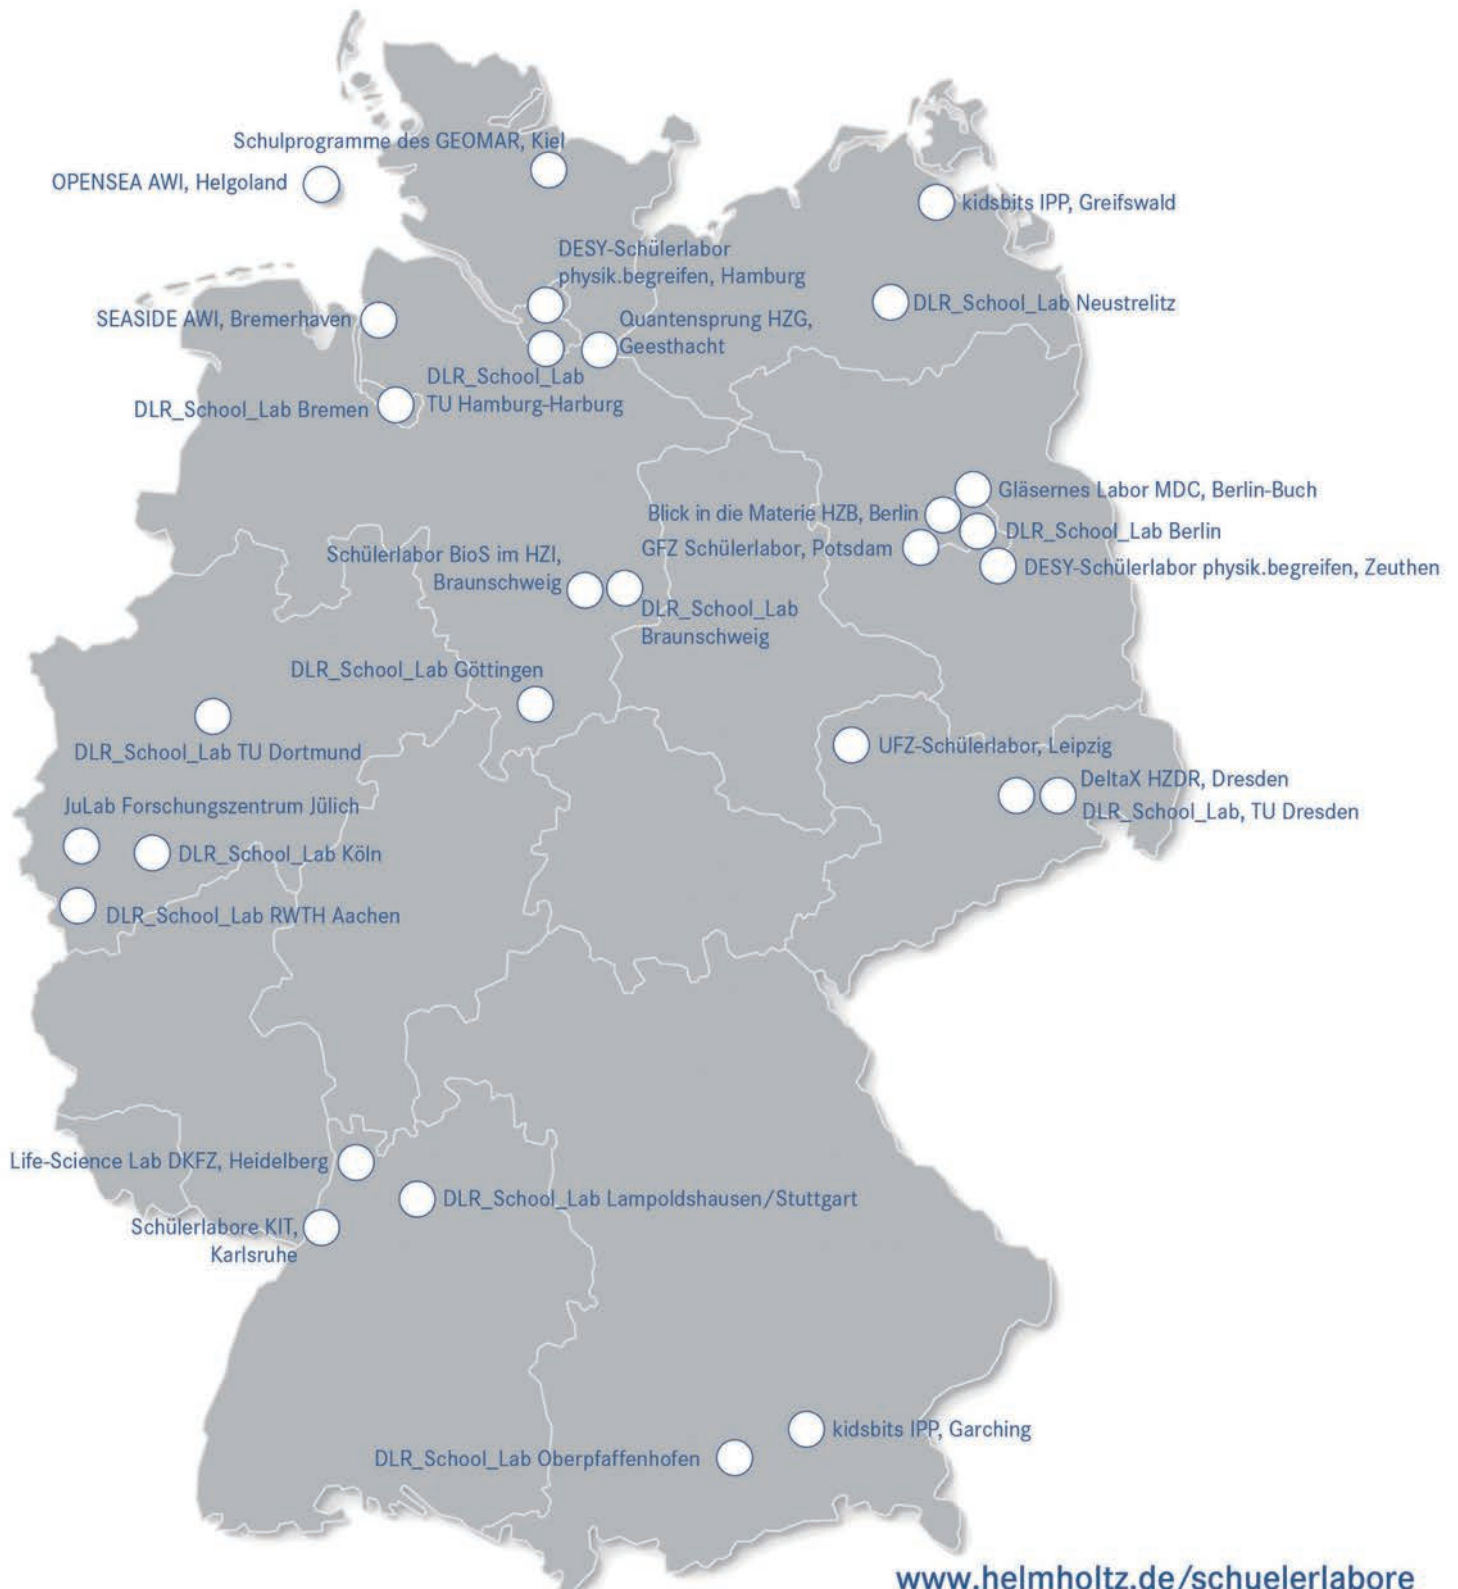 Schulprogramme des GEOMAR, Kiel
OPENSEA AWI, Helgoland
kidsbits IPP, Greifswald
DESY-Schülerlabor
physik.begreifen, Hamburg
DLR_School_Lab Neustrelitz
SEASIDE AWI, Bremerhaven
Quantensprung HZG,
Geesthacht
DLR_School_Lab
TU Hamburg-Harburg
DLR_School_Lab Bremen
Gläsernes Labor MDC, Berlin-Buch
Blick in die Materie HZB, Berlin
DLR_School_Lab Berlin
GFZ Schülerlabor, Potsdam
DESY-Schülerlabor physik.begreifen, Zeuthen
Schülerlabor BioS im HZI,
Braunschweig
DLR_School_Lab
Braunschweig
DLR_School_Lab Göttingen
DLR_School_Lab TU Dortmund
UFZ-Schülerlabor, Leipzig
DeltaX HZDR, Dresden
DLR_School_Lab, TU Dresden
JuLab Forschungszentrum Jülich
DLR_School_Lab Köln
DLR_School_Lab RWTH Aachen
Life-Science Lab DKFZ, Heidelberg
DLR_School_Lab Lampoldshausen/Stuttgart
Schülerlabore KIT,
Karlsruhe
kidsbits IPP, Garching
DLR_School_Lab Oberpfaffenhofen
www.helmholtz.de/schuelerlabore